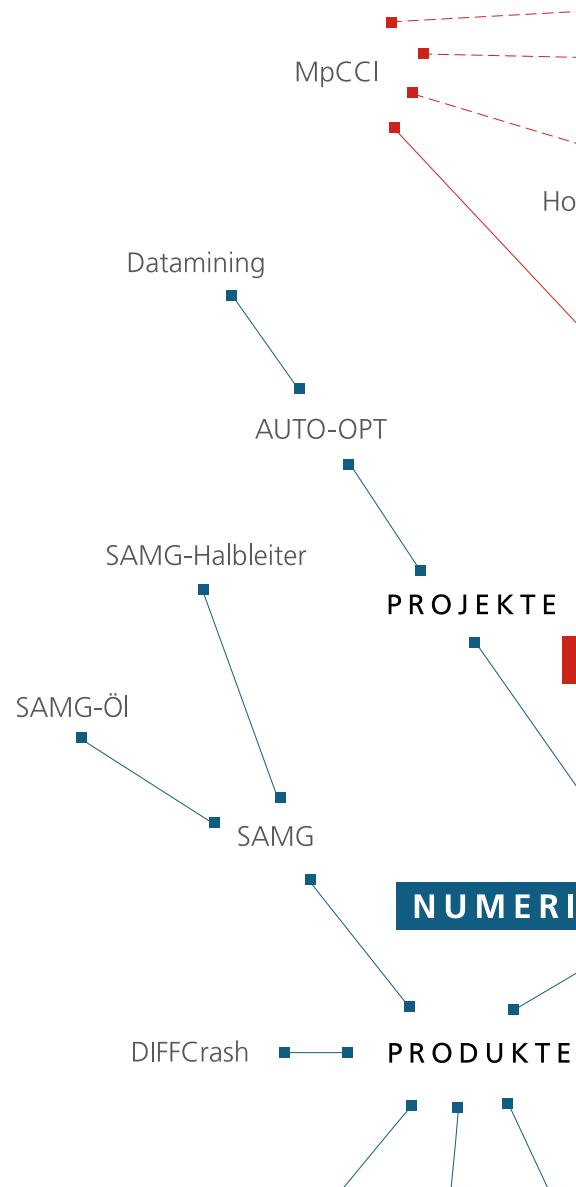 MpCCI
Ho
Datamining
AUTO-OPT
SAMG-Halbleiter
PROJEKTE
SAMG-Öl
SAMG
NUMERI
DIFFCrash
PRODUKTE